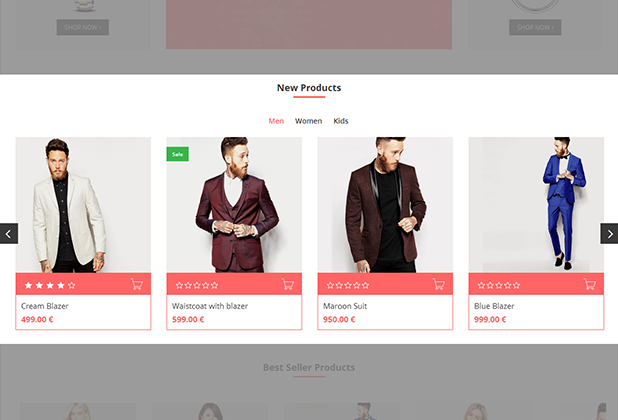 SHOP NOW ›
SHOP NOW ›
New Products
Men Women Kids
Sale
Cream Blazer
499.00 €
Waistcoat with blazer
599.00 €
Maroon Suit
950.00 €
Blue Blazer
999.00 €
Best Seller Products